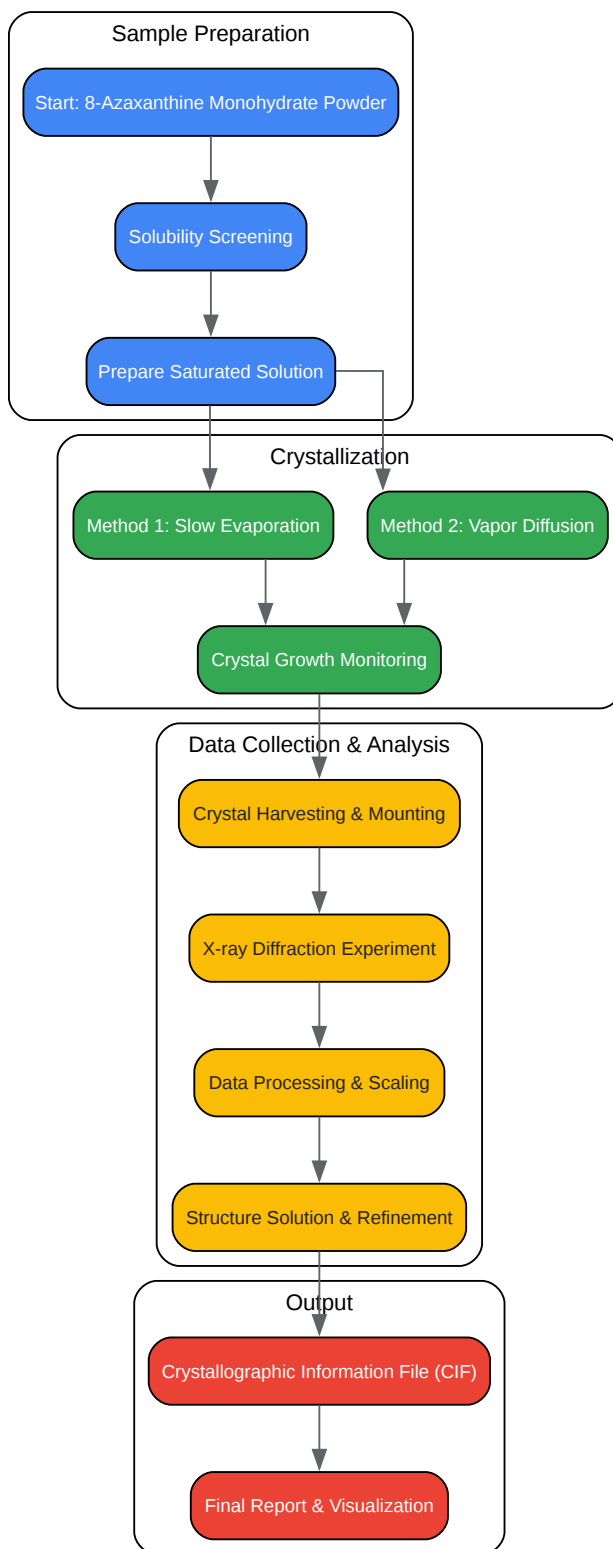 Sample Preparation
Start: 8-Azaxanthine Monohydrate Powder
Solubility Screening
Prepare Saturated Solution
Crystallization
Method 1: Slow Evaporation
Method 2: Vapor Diffusion
Crystal Growth Monitoring
Data Collection & Analysis
Crystal Harvesting & Mounting
X-ray Diffraction Experiment
Data Processing & Scaling
Structure Solution & Refinement
Output
Crystallographic Information File (CIF)
Final Report & Visualization